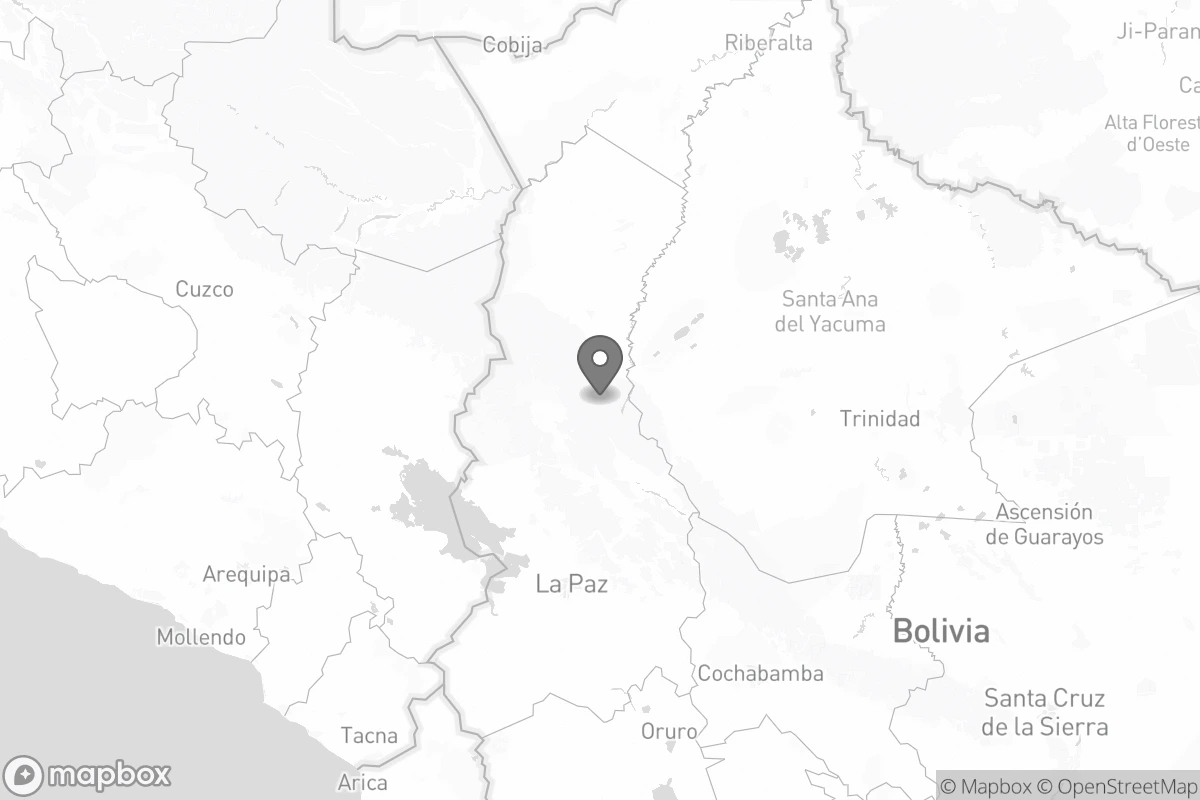 Cobija
Riberalta
Ji-Paran
Ca
Alta Florest
d'Oeste
Cuzco
Santa Ana
del Yacuma
Trinidad
Ascensión
de Guarayos
Arequipa
La Paz
Mollendo
Bolivia
Cochabamba
Santa Cruz
de la Sierra
Tacna
Oruro
Arica
mapbox
© Mapbox © OpenStreetMap